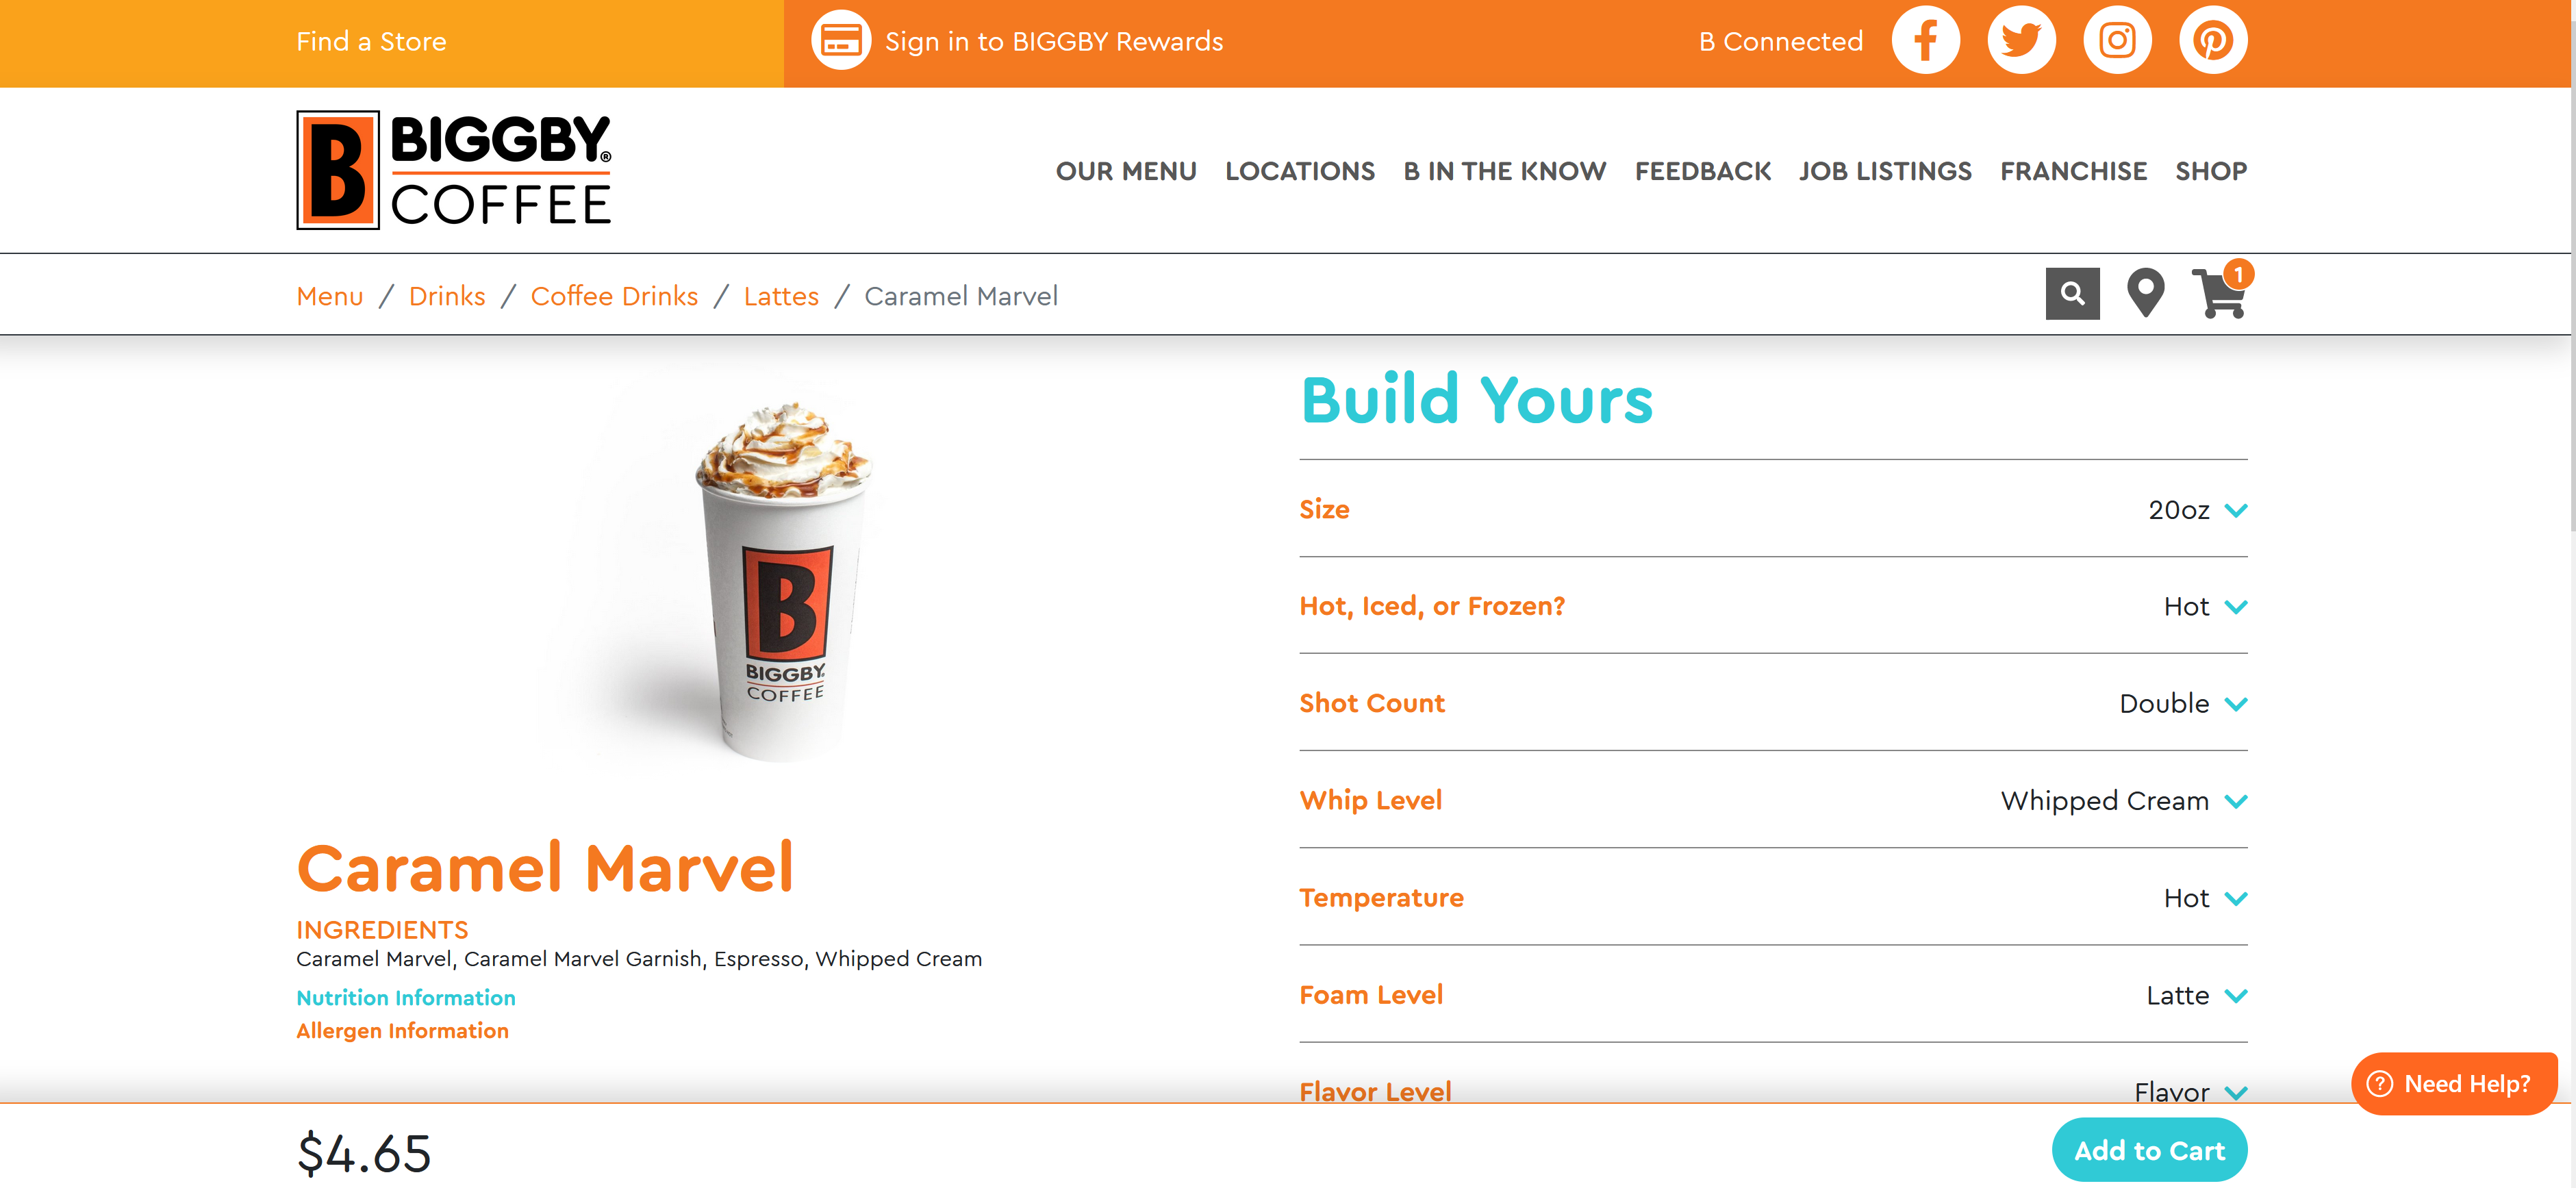 Find a Store
Sign in to BIGGBY Rewards
B Connected
B BIGGBY®
COFFEE
OUR MENU LOCATIONS B IN THE KNOW FEEDBACK JOB LISTINGS FRANCHISE SHOP
Menu / Drinks / Coffee Drinks / Lattes / Caramel Marvel
1
B
BIGGBY
COFFEE
Caramel Marvel
INGREDIENTS
Caramel Marvel, Caramel Marvel Garnish, Espresso, Whipped Cream
Nutrition Information
Allergen Information
Build Yours
Size 20oz
Hot, Iced, or Frozen? Hot
Shot Count Double
Whip Level Whipped Cream
Temperature Hot
Foam Level Latte
Flavor Level Flavor
? Need Help?
$4.65
Add to Cart